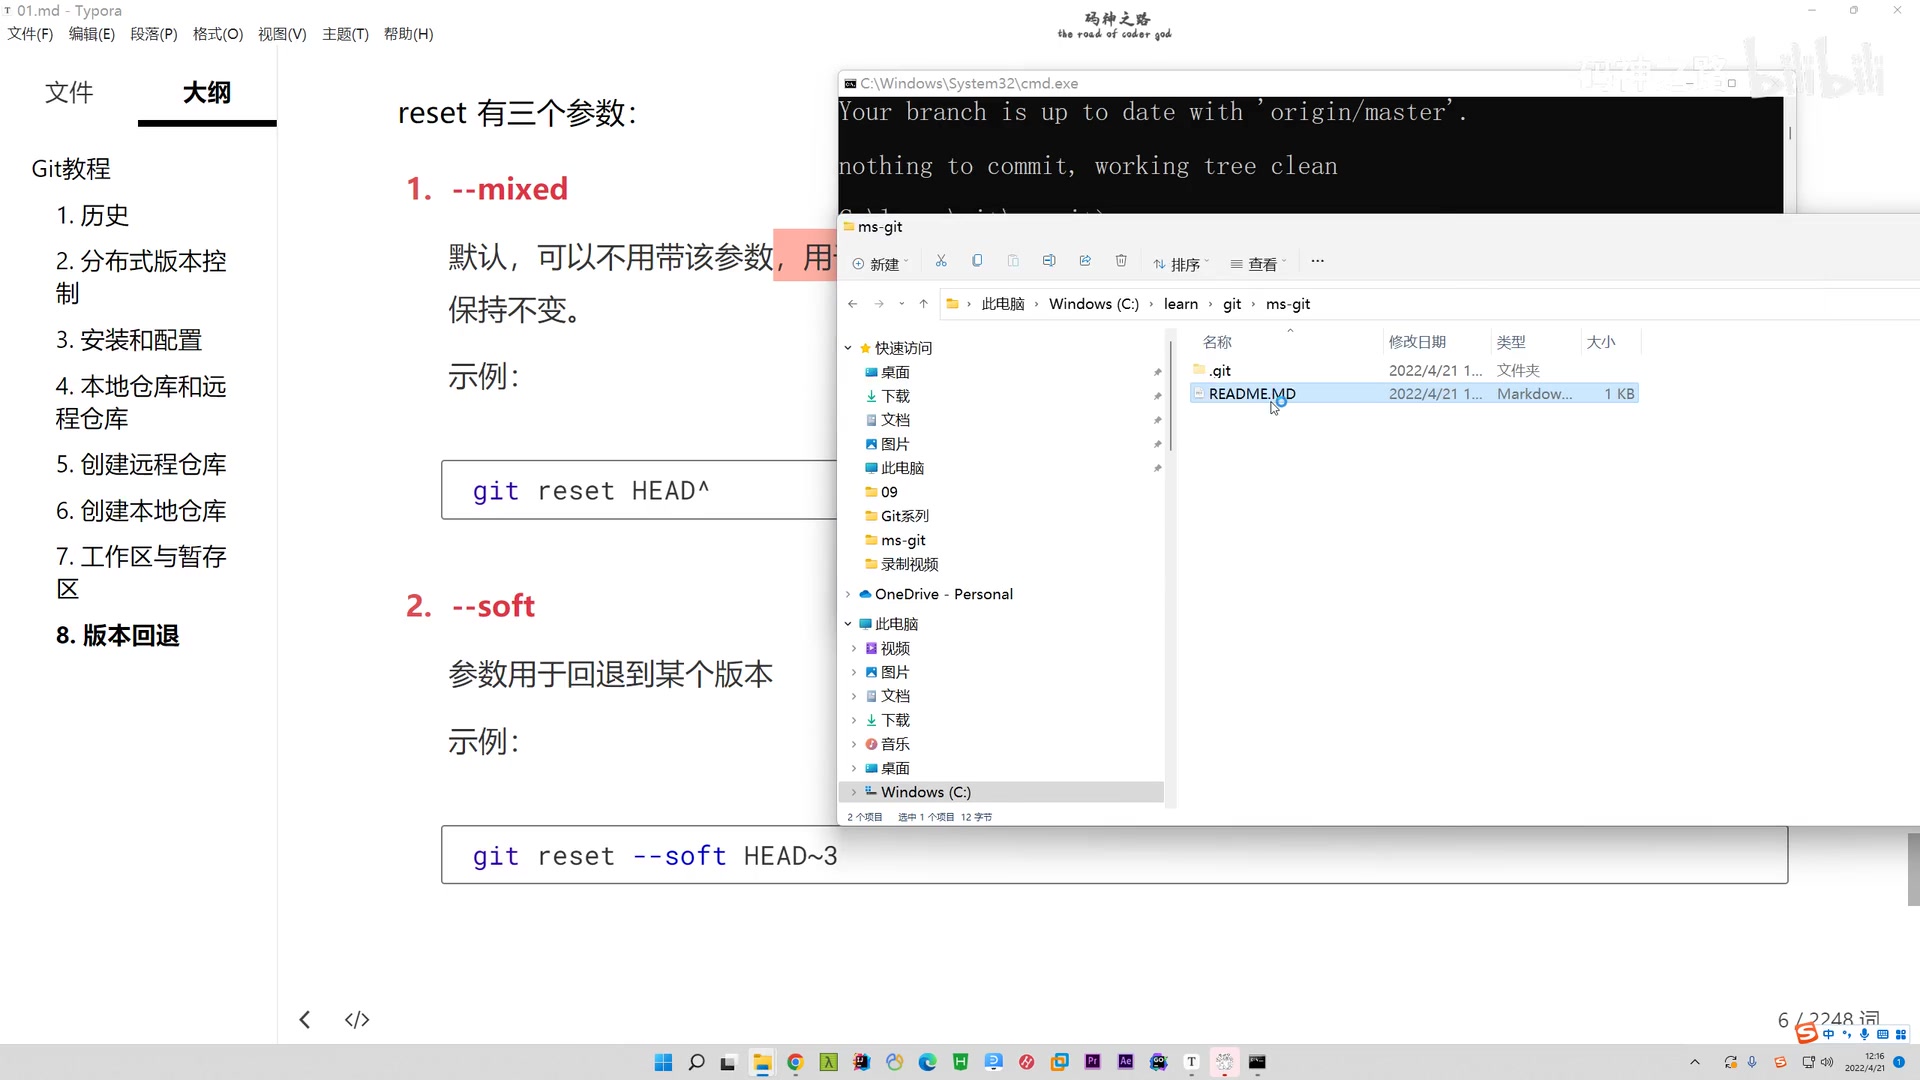 01.md - Typora
文件(F) 编辑(E) 段落(P) 格式(O) 视图(V) 主题(T) 帮助(H)
码神之路
the road of coder god
码神之路 bilibili
文件 大纲
Git教程
1. 历史
2. 分布式版本控
制
3. 安装和配置
4. 本地仓库和远
程仓库
5. 创建远程仓库
6. 创建本地仓库
7. 工作区与暂存
区
8. 版本回退
reset 有三个参数：
1. --mixed
默认，可以不用带该参数，用
保持不变。
示例：
git reset HEAD^
2. --soft
参数用于回退到某个版本
示例：
git reset --soft HEAD~3
C:\Windows\System32\cmd.exe
Your branch is up to date with 'origin/master'.
nothing to commit, working tree clean
ms-git
新建 排序 查看 ...
此电脑 › Windows (C:) › learn › git › ms-git
名称 修改日期 类型 大小
.git 2022/4/21 1... 文件夹
README.MD 2022/4/21 1... Markdow... 1 KB
快速访问
桌面
下载
文档
图片
此电脑
09
Git系列
ms-git
录制视频
OneDrive - Personal
此电脑
视频
图片
文档
下载
音乐
桌面
Windows (C:)
2 个项目 选中 1 个项目 12 字节
6 / 2248 词
中
12:16
2022/4/21